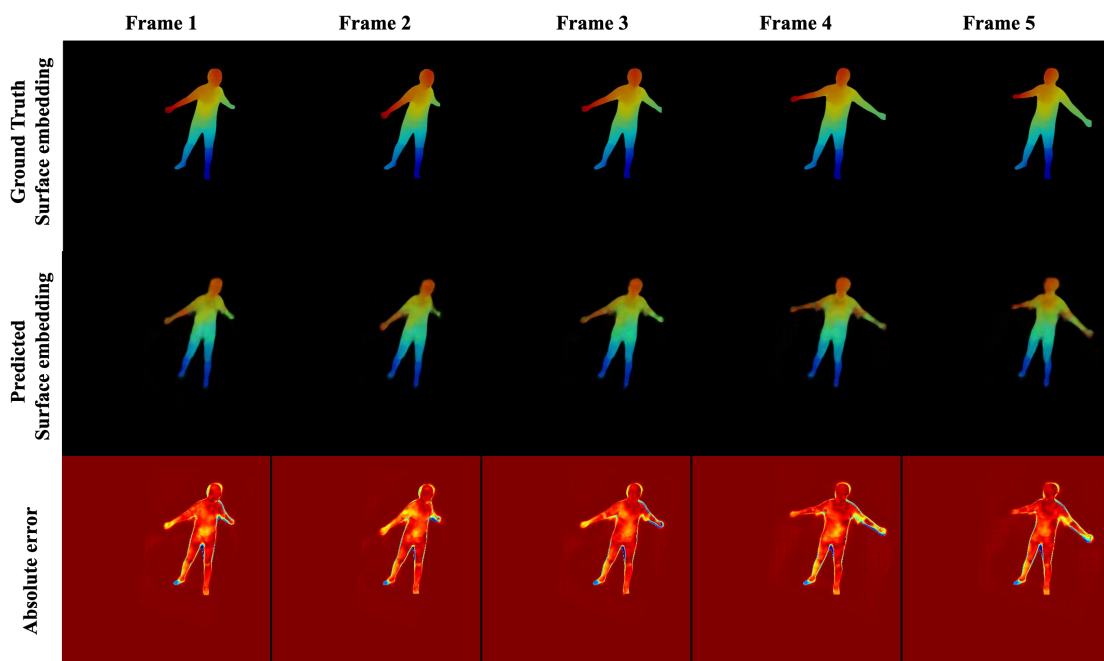 Frame 1
Frame 2
Frame 3
Frame 4
Frame 5
Ground Truth
Surface embedding
Predicted
Surface embedding
Absolute error